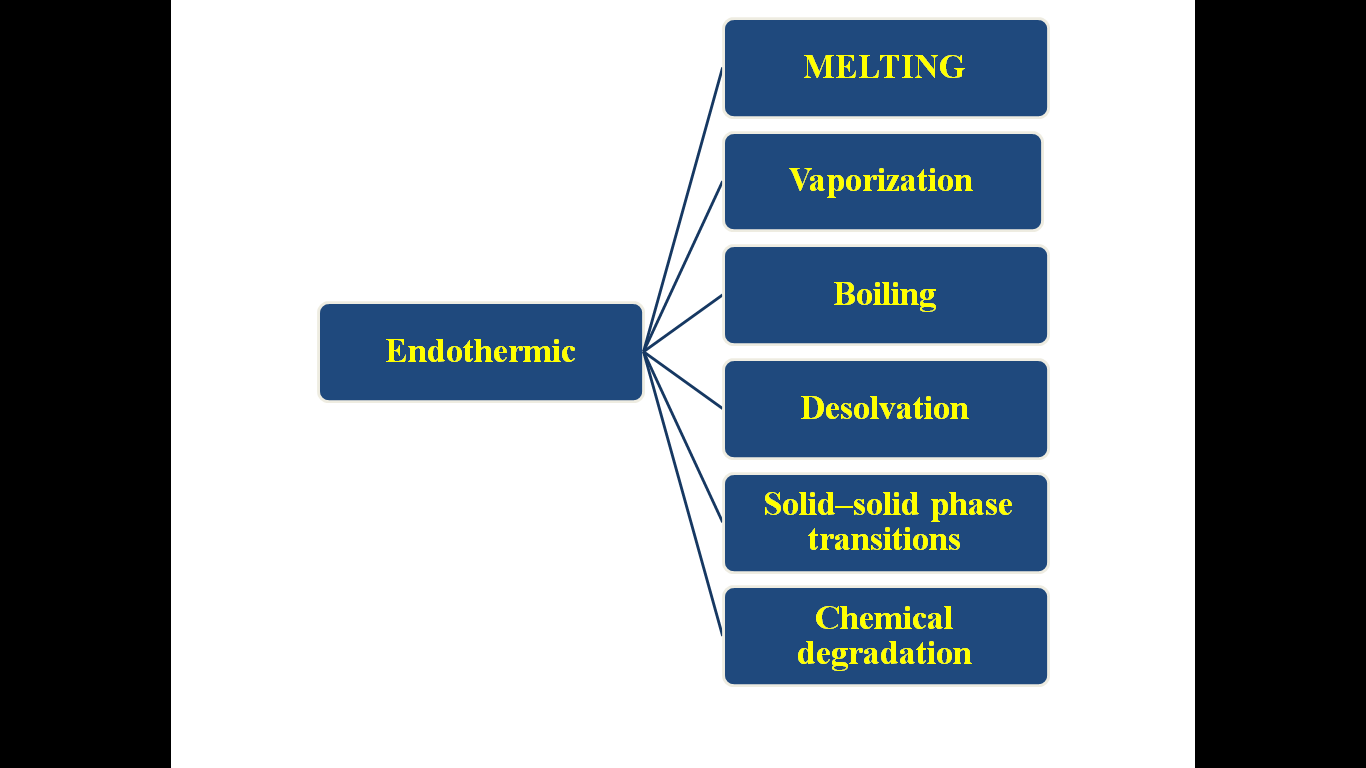 MELTING
Vaporization
Boiling
Endothermic
Desolvation
Solid–solid phase
transitions
Chemical
degradation